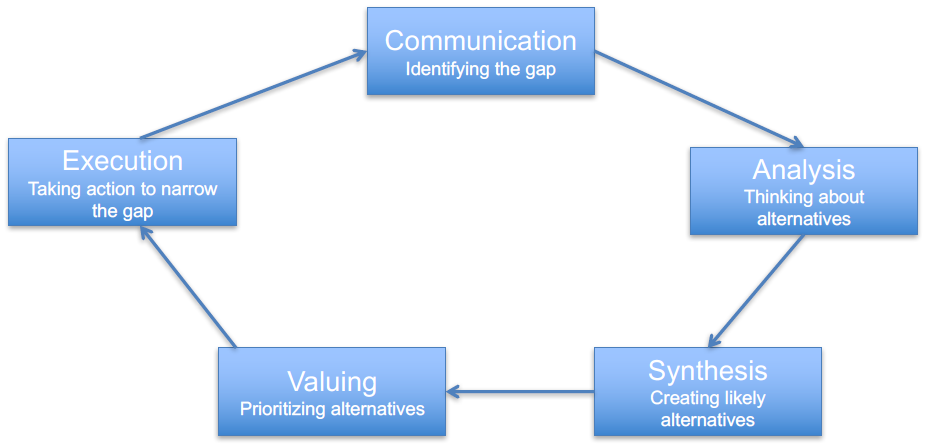 Communication
Identifying the gap
Execution
Taking action to narrow
the gap
Analysis
Thinking about
alternatives
Valuing
Prioritizing alternatives
Synthesis
Creating likely
alternatives